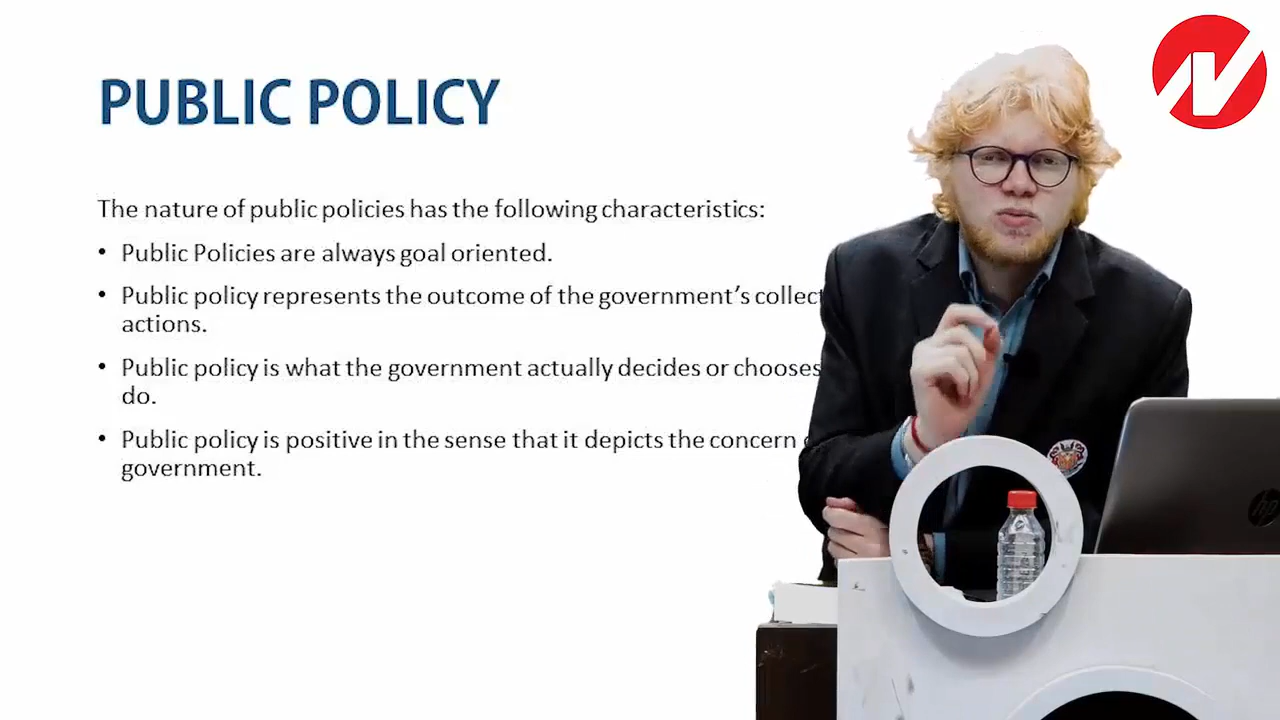 PUBLIC POLICY
The nature of public policies has the following characteristics:
• Public Policies are always goal oriented.
• Public policy represents the outcome of the government’s collect
actions.
• Public policy is what the government actually decides or chooses
do.
• Public policy is positive in the sense that it depicts the concern
government.
hp